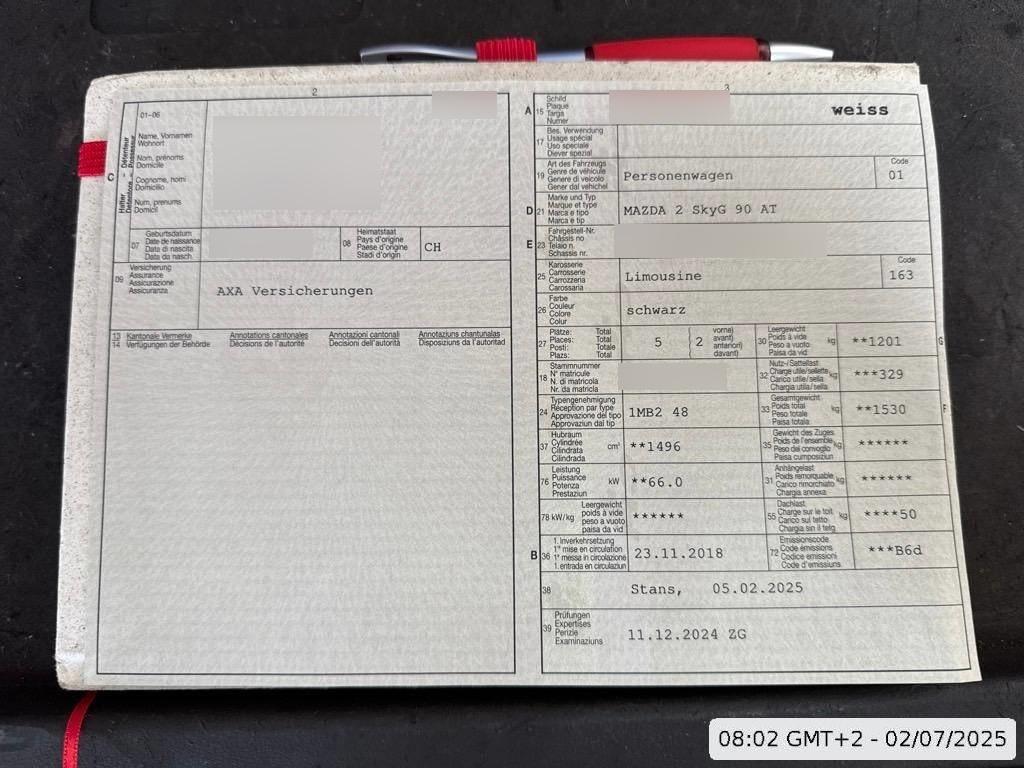 2
01-06
C
Halter Détenteur
Detentore Possessur
Name, Vornamen
Wohnort
Nom, prénoms
Domicile
Cognome, nomi
Domicilio
Num, prenums
Domicil
07
Geburtsdatum
Date de naissance
Data di nascita
Data da nasch.
08
Heimatstaat
Pays d'origine
Paese d'origine
Stadi d'origin
CH
09
Versicherung
Assurance
Assicurazione
Assicuranza
AXA Versicherungen
13 Kantonale Vermerke Annotations cantonales Annotazioni cantonali Annotaziuns chantunalas
14 Verfügungen der Behörde Décisions de l'autorité Decisioni dell'autorità Disposiziuns da l'autoritad
3
A 15
Schild
Plaque
Targa
Numer
weiss
17
Bes. Verwendung
Usage spécial
Uso speciale
Diever spezial
19
Art des Fahrzeugs
Genre de véhicule
Genere di veicolo
Gener dal vehichel
Personenwagen
Code
01
D 21
Marke und Typ
Marque et type
Marca e tipo
Marca e tip
MAZDA 2 SkyG 90 AT
E 23
Fahrgestell-Nr.
Châssis no
Telaio n.
Schassis nr.
25
Karosserie
Carrosserie
Carrozzeria
Carossaria
Limousine
Code
163
26
Farbe
Couleur
Colore
Colur
schwarz
27
Plätze: Total
Places: Total
Posti: Totale
Plazs: Total
5
2
vorne)
avant)
anteriori)
davant)
30
Leergewicht
Poids à vide
Peso a vuoto
Paisa da vid
kg
**1201
G
18
Stammnummer
N° matricule
N. di matricola
Nr. da matricla
32
Nutz-/Sattellast
Charge utile/sellette
Carico utile/sella
Chargia utila/sella
kg
***329
24
Typengenehmigung
Réception par type
Approvazione del tipo
Approvaziun dal tip
1MB2 48
33
Gesamtgewicht
Poids total
Peso totale
Paisa totala
kg
**1530
F
37
Hubraum
Cylindrée
Cilindrata
Cilindrada
cm³
**1496
35
Gewicht des Zuges
Poids de l'ensemble
Peso del convoglio
Paisa cumposiziun
kg
******
76
Leistung
Puissance
Potenza
Prestaziun
kW
**66.0
31
Anhängelast
Poids remorquable
Carico rimorchiato
Chargia annexa
kg
******
78 kW/kg
Leergewicht
poids à vide
peso a vuoto
paisa da vid
******
55
Dachlast
Charge sur le toit
Carico sul tetto
Chargia sin il tetg
kg
****50
B 36
1. Inverkehrsetzung
1re mise en circulation
1a messa in circolazione
1. entrada en circulaziun
23.11.2018
72
Emissionscode
Code émissions
Codice emissioni
Code d'emissiuns
***B6d
38
Stans, 05.02.2025
39
Prüfungen
Expertises
Perizie
Examinaziuns
11.12.2024 ZG
08:02 GMT+2 - 02/07/2025